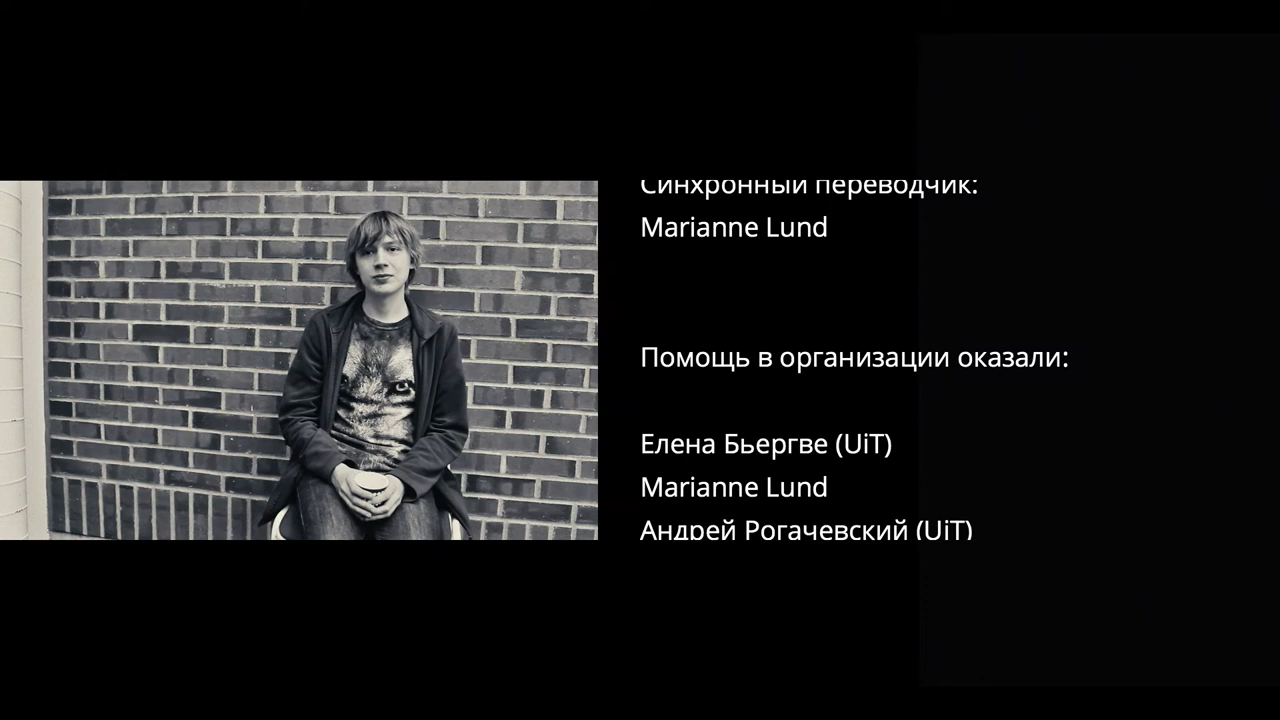 Синхронный переводчик:
Marianne Lund
Помощь в организации оказали:
Елена Бьергве (UiT)
Marianne Lund
Андрей Рогачевский (UiT)